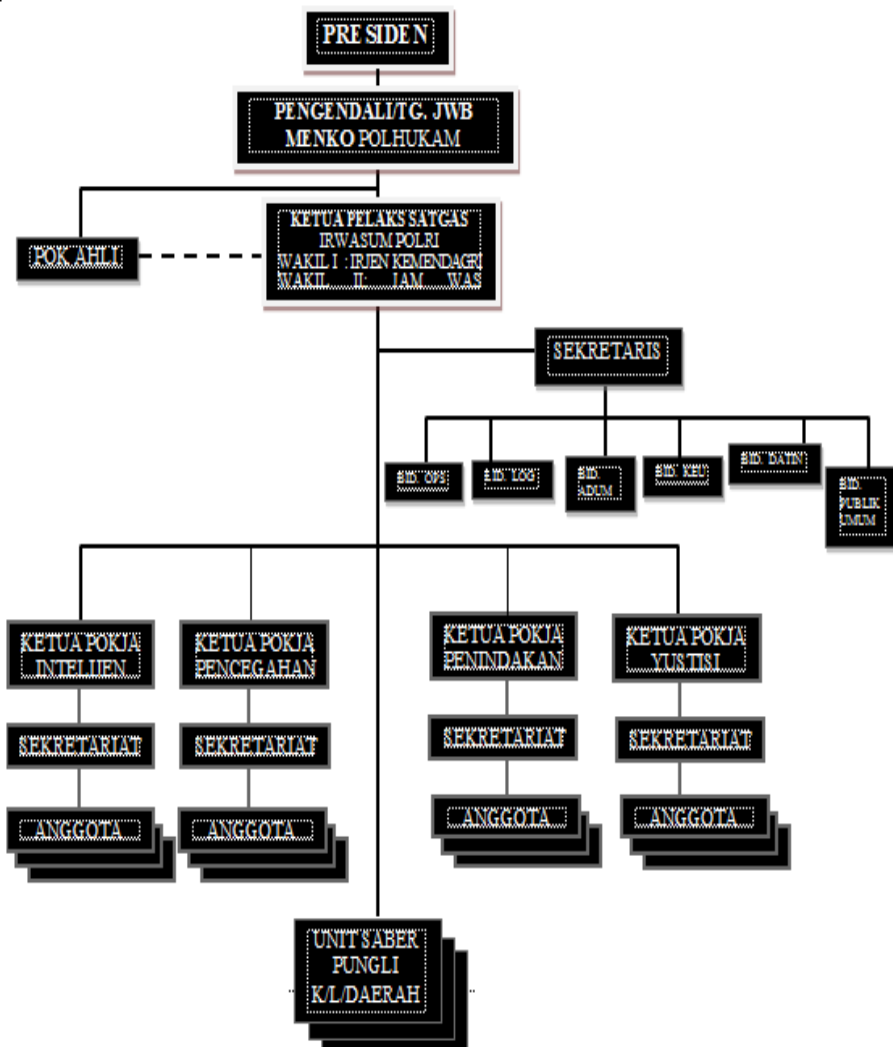 PRESIDEN
PENGENDALI/TG. JWB
MENKO POLHUKAM
KETUA PELAKS SATGAS
IRWASUM POLRI
WAKIL I : IRJEN KEMENDAGRI
WAKIL II: JAM WAS
POK AHLI
SEKRETARIS
BID. OPS
BID. LOG
BID.
ADUM
BID. KEU
BID. DATIN
BID.
PUBLIK
UMUM
KETUA POKJA
INTELIJEN
KETUA POKJA
PENCEGAHAN
KETUA POKJA
PENINDAKAN
KETUA POKJA
YUSTISI
SEKRETARIAT
SEKRETARIAT
SEKRETARIAT
SEKRETARIAT
ANGGOTA
ANGGOTA
ANGGOTA
ANGGOTA
UNIT SABER
PUNGLI
K/L/DAERAH